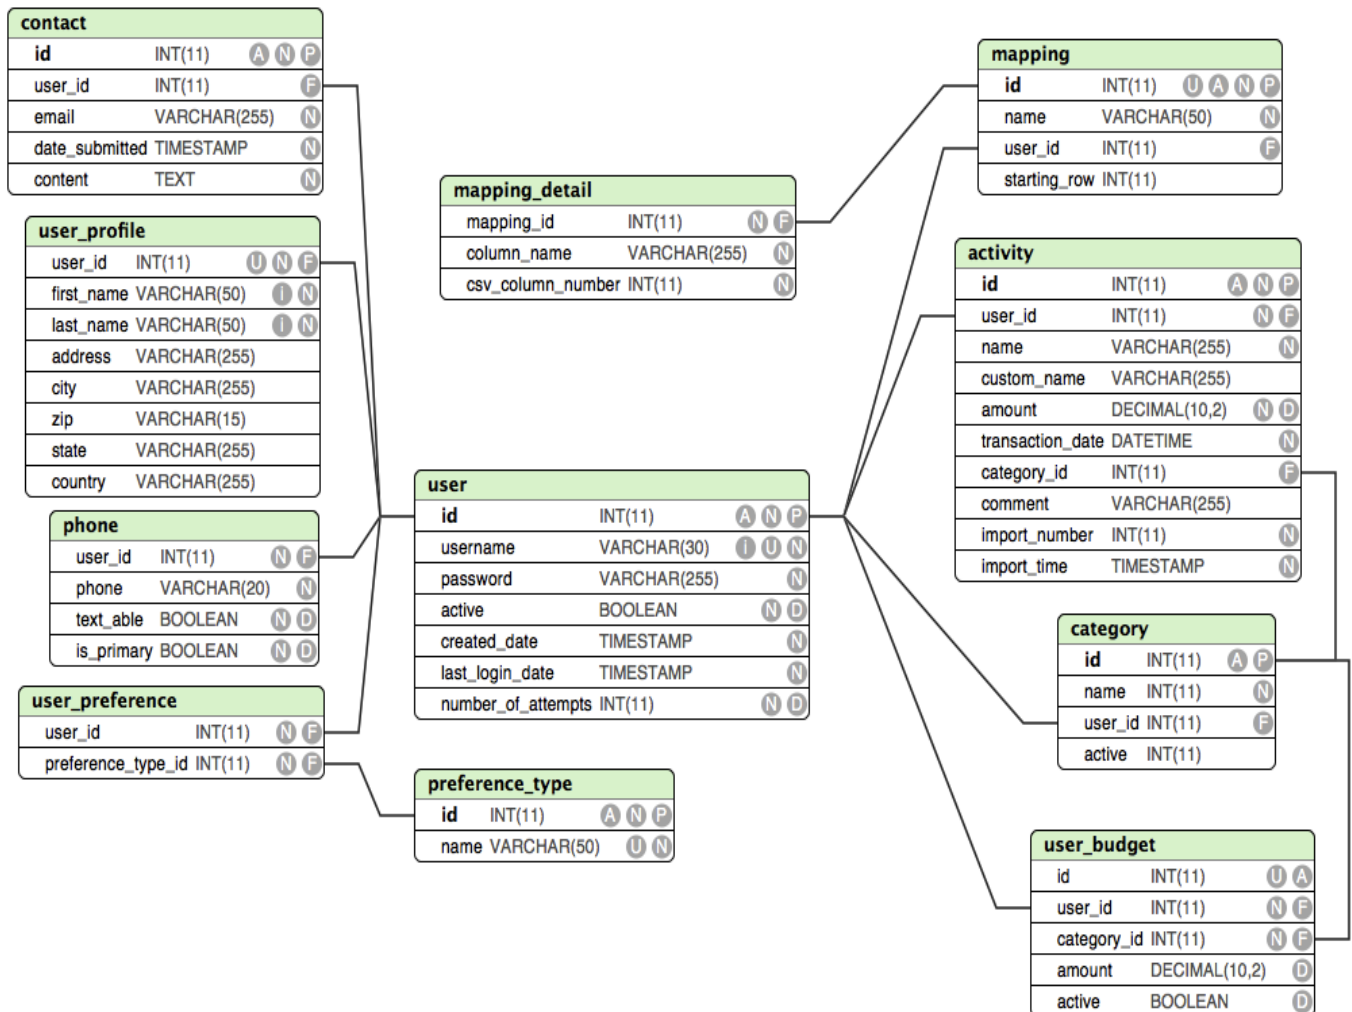 contact
id INT(11) A N P
user_id INT(11) F
email VARCHAR(255) N
date_submitted TIMESTAMP N
content TEXT N
user_profile
user_id INT(11) U N F
first_name VARCHAR(50) i N
last_name VARCHAR(50) i N
address VARCHAR(255)
city VARCHAR(255)
zip VARCHAR(15)
state VARCHAR(255)
country VARCHAR(255)
phone
user_id INT(11) N F
phone VARCHAR(20) N
text_able BOOLEAN N D
is_primary BOOLEAN N D
user_preference
user_id INT(11) N F
preference_type_id INT(11) N F
mapping_detail
mapping_id INT(11) N F
column_name VARCHAR(255) N
csv_column_number INT(11) N
user
id INT(11) A N P
username VARCHAR(30) i U N
password VARCHAR(255) N
active BOOLEAN N D
created_date TIMESTAMP N
last_login_date TIMESTAMP N
number_of_attempts INT(11) N D
preference_type
id INT(11) A N P
name VARCHAR(50) U N
mapping
id INT(11) U A N P
name VARCHAR(50) N
user_id INT(11) F
starting_row INT(11)
activity
id INT(11) A N P
user_id INT(11) N F
name VARCHAR(255) N
custom_name VARCHAR(255)
amount DECIMAL(10,2) N D
transaction_date DATETIME N
category_id INT(11) F
comment VARCHAR(255)
import_number INT(11) N
import_time TIMESTAMP N
category
id INT(11) A P
name INT(11) N
user_id INT(11) F
active INT(11)
user_budget
id INT(11) U A
user_id INT(11) N F
category_id INT(11) N F
amount DECIMAL(10,2) D
active BOOLEAN D